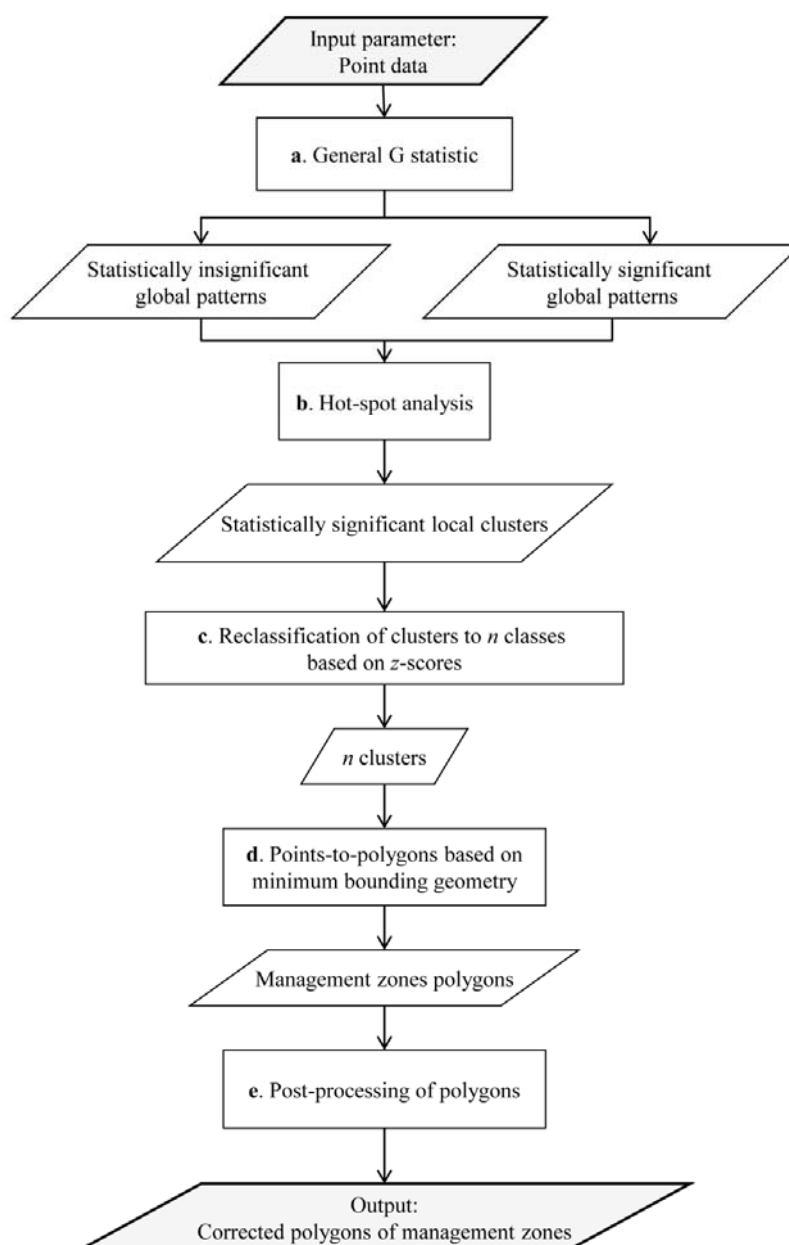 Input parameter:
Point data
a. General G statistic
Statistically insignificant
global patterns
Statistically significant
global patterns
b. Hot-spot analysis
Statistically significant local clusters
c. Reclassification of clusters to n classes
based on z-scores
n clusters
d. Points-to-polygons based on
minimum bounding geometry
Management zones polygons
e. Post-processing of polygons
Output:
Corrected polygons of management zones